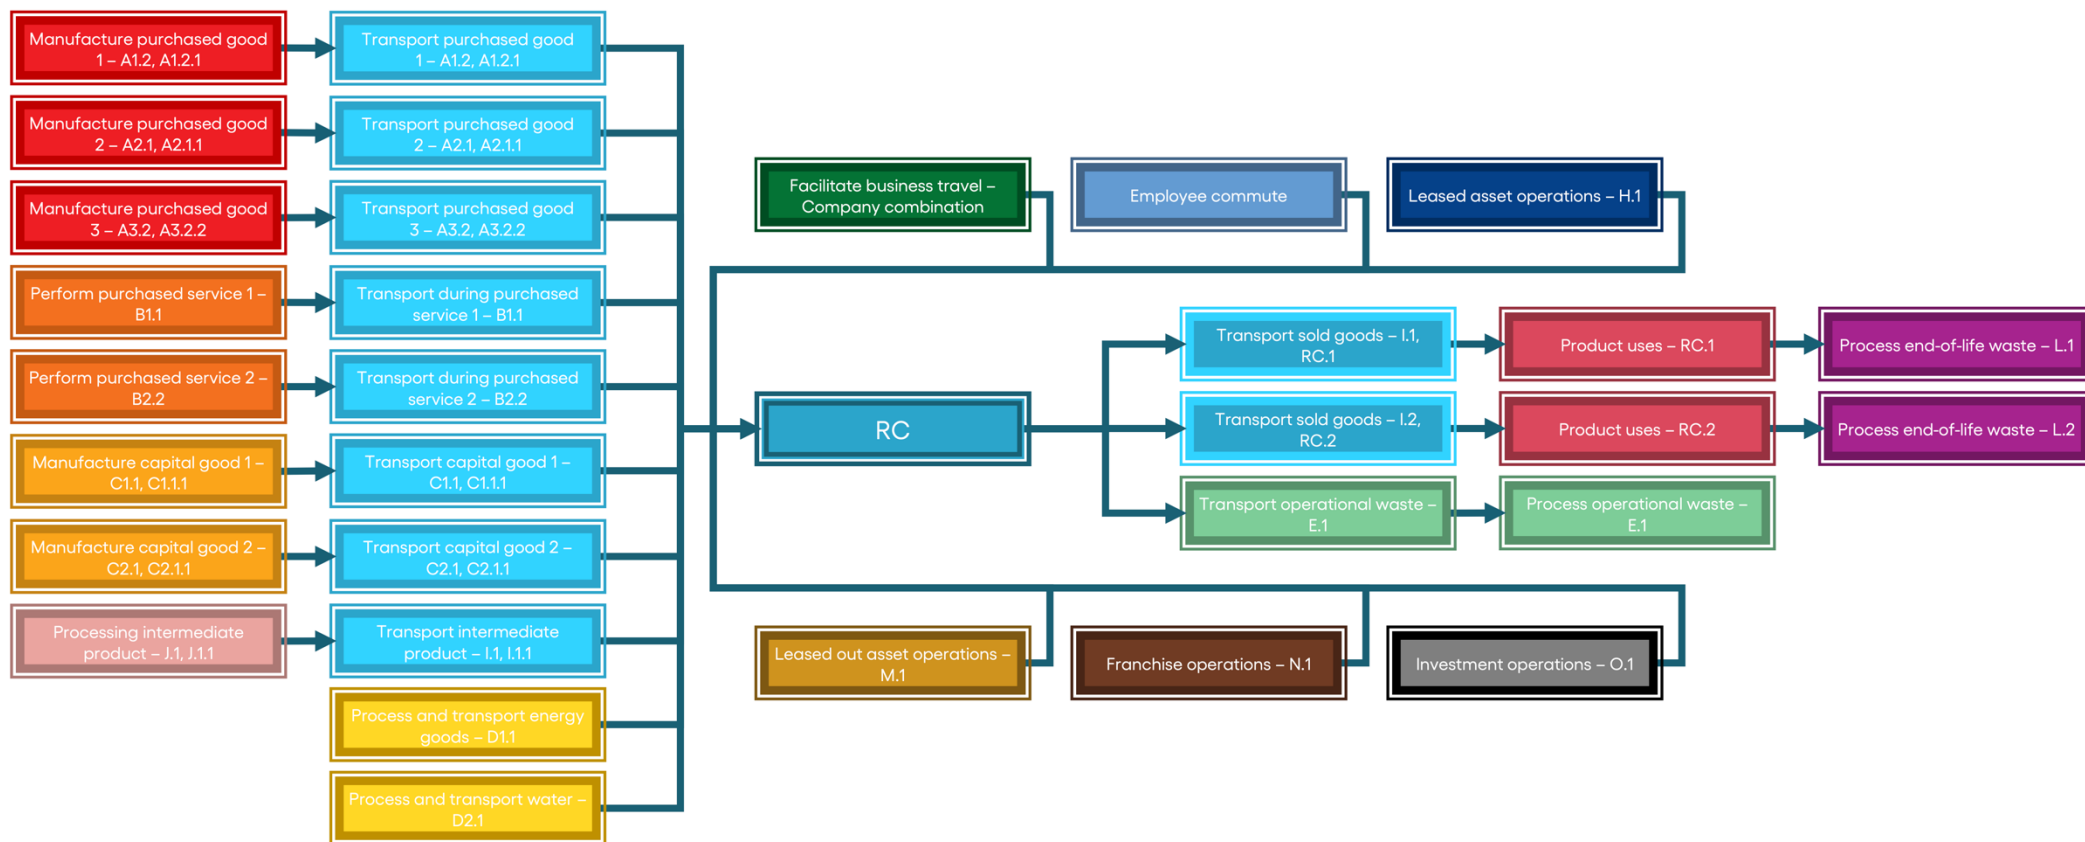 Manufacture purchased good
1 – A1.2, A1.2.1
Transport purchased good
1 – A1.2, A1.2.1
Manufacture purchased good
2 – A2.1, A2.1.1
Transport purchased good
2 – A2.1, A2.1.1
Manufacture purchased good
3 – A3.2, A3.2.2
Transport purchased good
3 – A3.2, A3.2.2
Perform purchased service 1 –
B1.1
Transport during purchased
service 1 – B1.1
Perform purchased service 2 –
B2.2
Transport during purchased
service 2 – B2.2
Manufacture capital good 1 –
C1.1, C1.1.1
Transport capital good 1 –
C1.1, C1.1.1
Manufacture capital good 2 –
C2.1, C2.1.1
Transport capital good 2 –
C2.1, C2.1.1
Processing intermediate
product – J.1, J.1.1
Transport intermediate
product – I.1, I.1.1
Process and transport energy
goods – D1.1
Process and transport water –
D2.1
Facilitate business travel –
Company combination
Employee commute
Leased asset operations – H.1
RC
Transport sold goods – I.1,
RC.1
Product uses – RC.1
Process end-of-life waste – L.1
Transport sold goods – I.2,
RC.2
Product uses – RC.2
Process end-of-life waste – L.2
Transport operational waste –
E.1
Process operational waste –
E.1
Leased out asset operations –
M.1
Franchise operations – N.1
Investment operations – O.1